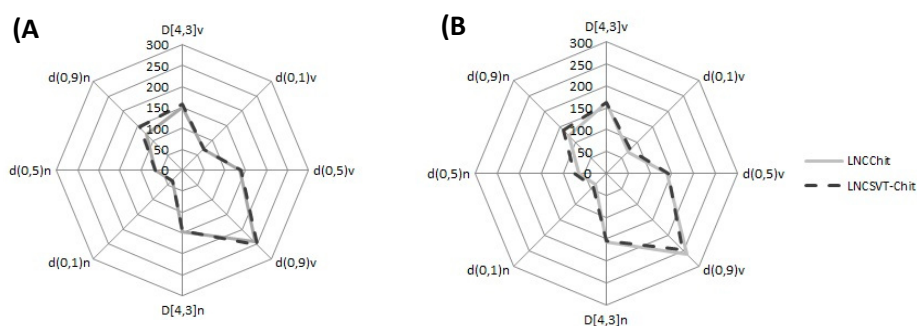 (A
D[4,3]v
300
250
200
150
100
50
0
d(0,1)v
d(0,5)v
d(0,9)v
D[4,3]n
d(0,1)n
d(0,5)n
d(0,9)n
(B
D[4,3]v
300
250
200
150
100
50
0
d(0,1)v
d(0,5)v
d(0,9)v
D[4,3]n
d(0,1)n
d(0,5)n
d(0,9)n
LNCChit
LNCSVT-Chit